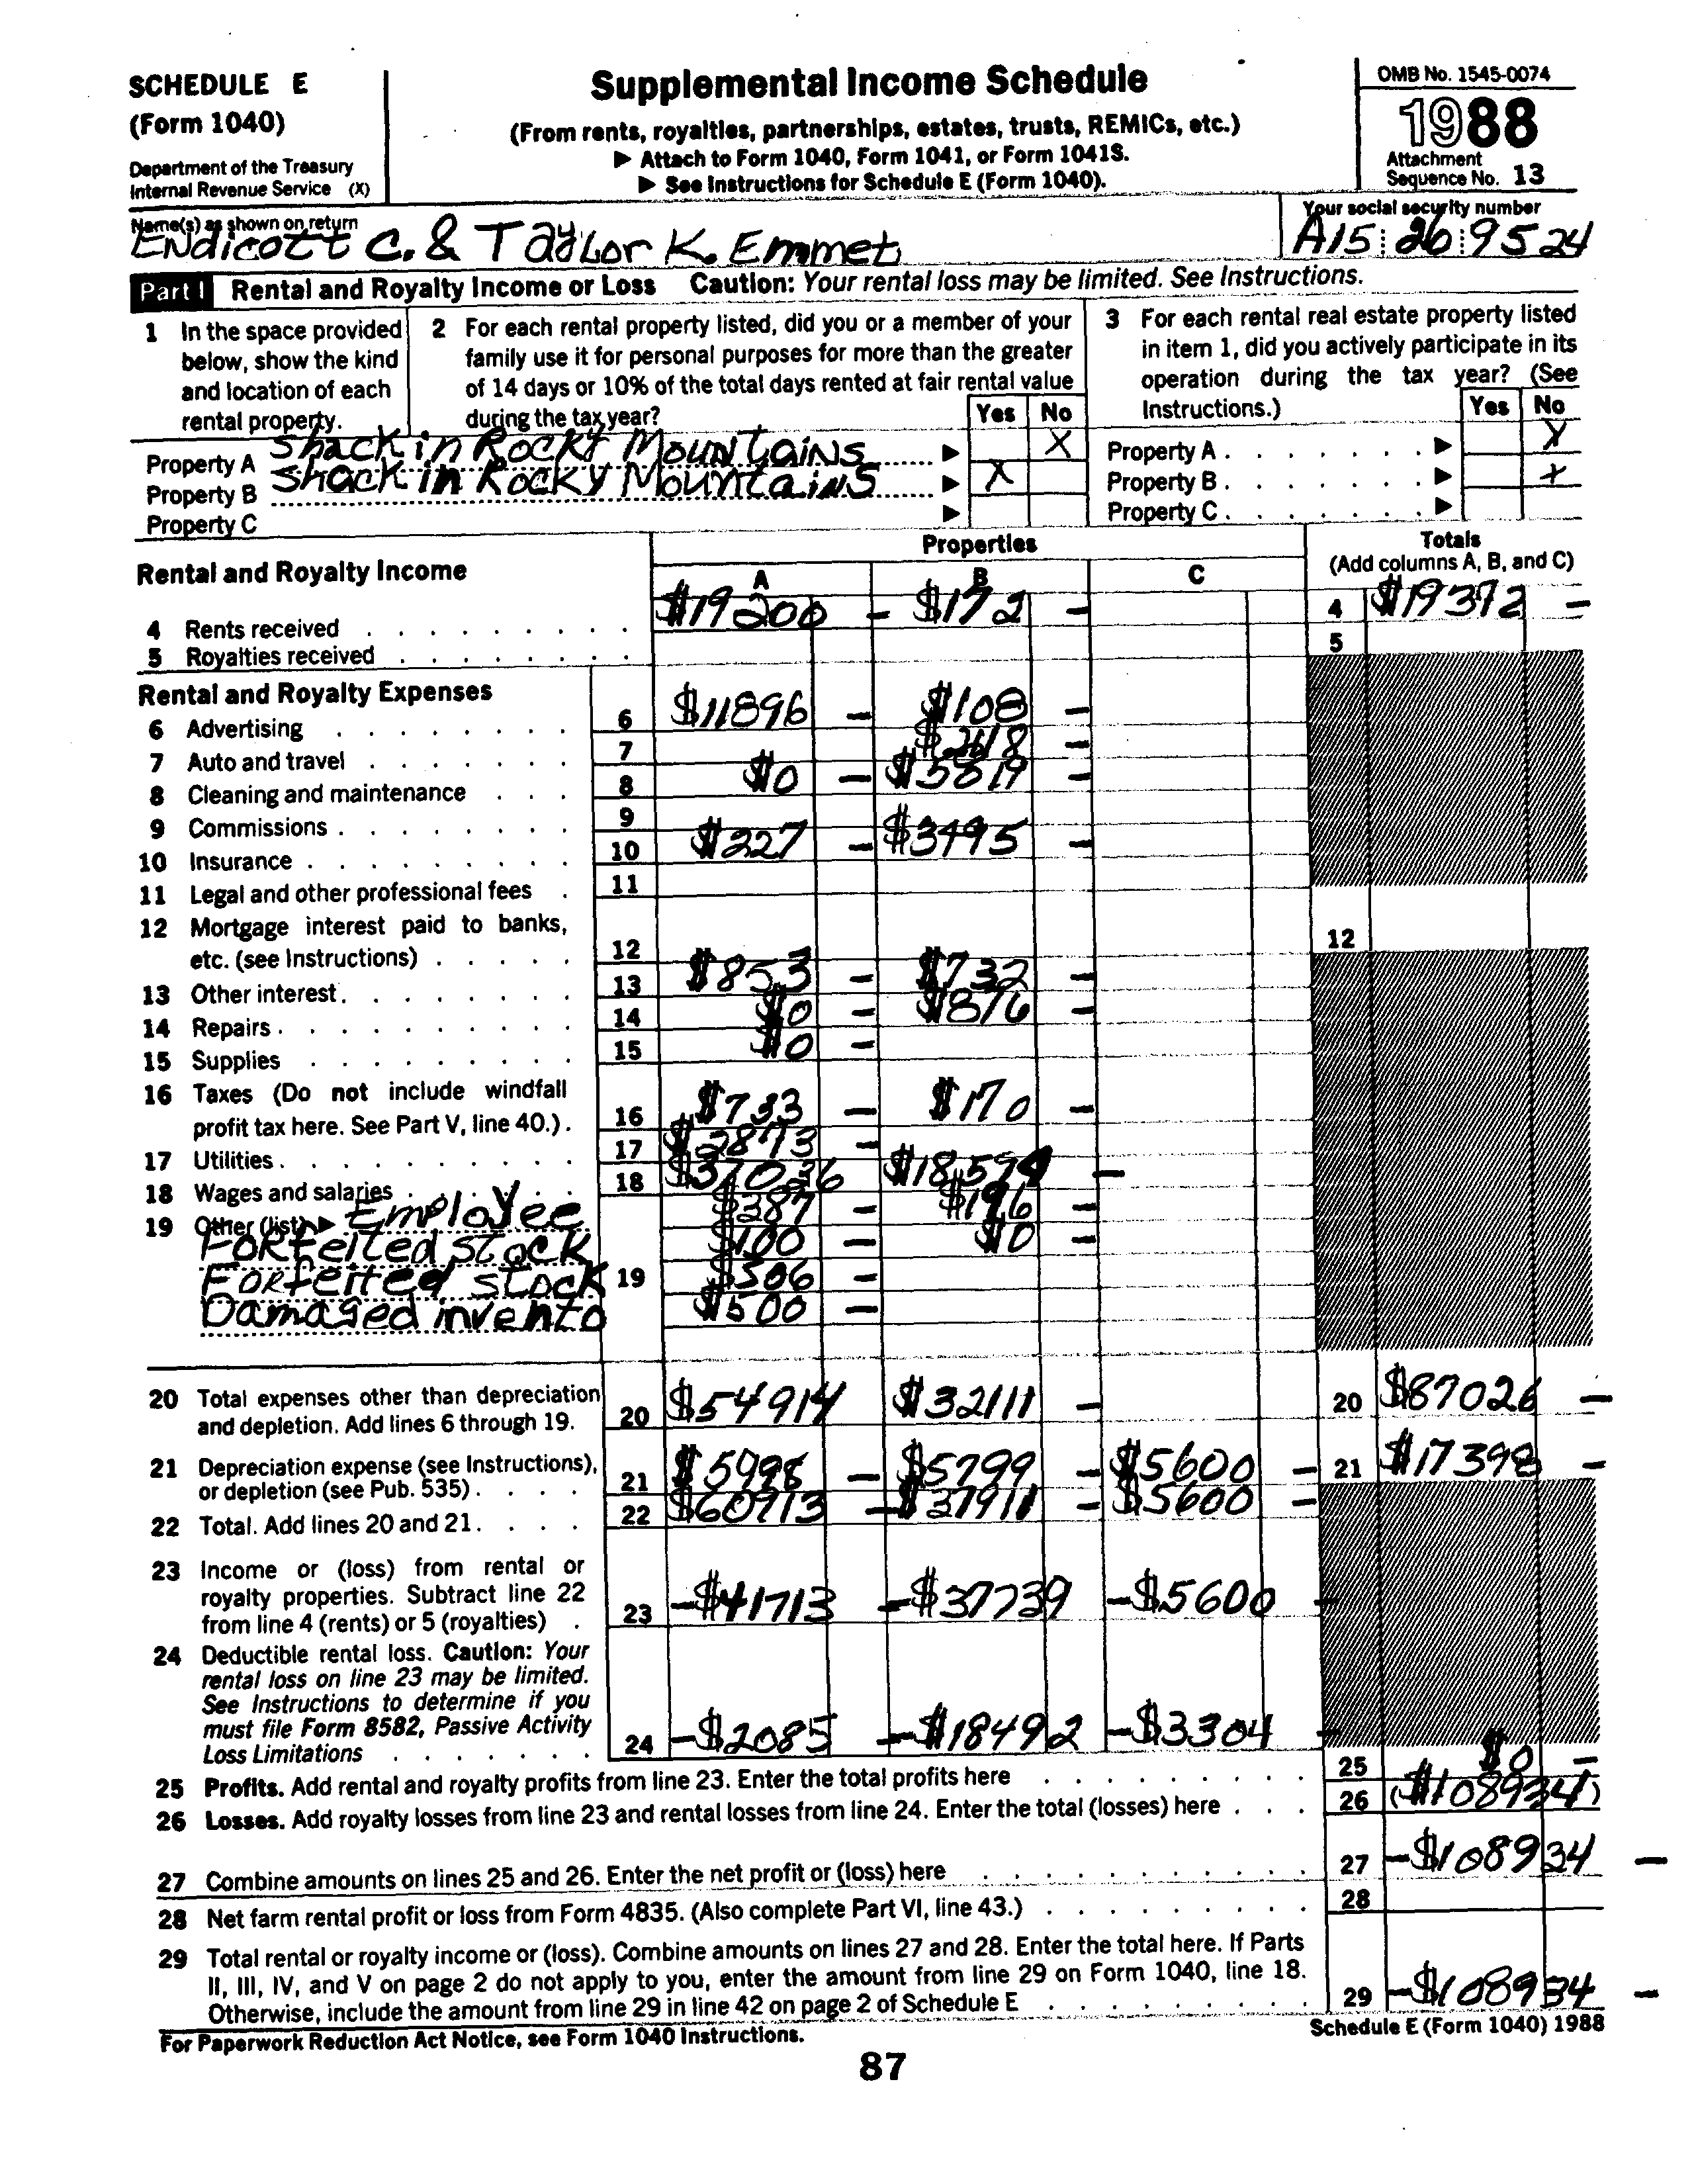 SCHEDULE E
(Form 1040)
Department of the Treasury
Internal Revenue Service (X)
Supplemental Income Schedule
(From rents, royalties, partnerships, estates, trusts, REMICs, etc.)
▶ Attach to Form 1040, Form 1041, or Form 1041S.
▶ See Instructions for Schedule E (Form 1040).
OMB No. 1545-0074
1988
Attachment
Sequence No. 13
Name(s) as shown on return
Endicott C. & Taylor K. Emmet
Your social security number
A15 26 9524
Part I Rental and Royalty Income or Loss Caution: Your rental loss may be limited. See Instructions.
1 In the space provided
below, show the kind
and location of each
rental property.
2 For each rental property listed, did you or a member of your
family use it for personal purposes for more than the greater
of 14 days or 10% of the total days rented at fair rental value
during the tax year? Yes No
3 For each rental real estate property listed
in item 1, did you actively participate in its
operation during the tax year? (See
Instructions.) Yes No
Property A Shack in Rocky Mountains ▶ X Property A ▶ X
Property B Shack in Rocky Mountains ▶ X Property B ▶ X
Property C ▶ Property C ▶
Properties Totals
Rental and Royalty Income A B C (Add columns A, B, and C)
4 Rents received $19200 - $172 - 4 $19372 -
5 Royalties received 5
Rental and Royalty Expenses
6 Advertising 6 $11896 - $108 -
7 Auto and travel 7 -
8 Cleaning and maintenance 8 $0 - $5819 -
9 Commissions 9
10 Insurance 10 $227 - $3495 -
11 Legal and other professional fees 11
12 Mortgage interest paid to banks,
etc. (see Instructions) 12 12
13 Other interest 13 $853 - $732 -
14 Repairs 14 $0 - $876 -
15 Supplies 15 $0 -
16 Taxes (Do not include windfall
profit tax here. See Part V, line 40.) 16 $733 - $170 -
17 Utilities 17 $2873 -
18 Wages and salaries 18 $37036 $18,594 -
19 Other (list) ▶ Employee $387 - $196 -
Forfeited stock $100 - $0 -
Forfeited stock 19 $306 -
Damaged invento $500 -
20 Total expenses other than depreciation
and depletion. Add lines 6 through 19. 20 $54914 $32111 - 20 $87026 -
21 Depreciation expense (see Instructions),
or depletion (see Pub. 535) 21 $5998 - $5799 - $5600 - 21 $17398 -
22 Total. Add lines 20 and 21. 22 $60913 - $37911 - $5600 -
23 Income or (loss) from rental or
royalty properties. Subtract line 22
from line 4 (rents) or 5 (royalties) 23 -$41713 -$37739 -$5600 -
24 Deductible rental loss. Caution: Your
rental loss on line 23 may be limited.
See Instructions to determine if you
must file Form 8582, Passive Activity
Loss Limitations 24 -$2085 -$18492 -$3304 -
25 Profits. Add rental and royalty profits from line 23. Enter the total profits here 25 $0 -
26 Losses. Add royalty losses from line 23 and rental losses from line 24. Enter the total (losses) here 26 ($108934)
27 Combine amounts on lines 25 and 26. Enter the net profit or (loss) here 27 -$108934 -
28 Net farm rental profit or loss from Form 4835. (Also complete Part VI, line 43.) 28
29 Total rental or royalty income or (loss). Combine amounts on lines 27 and 28. Enter the total here. If Parts
II, III, IV, and V on page 2 do not apply to you, enter the amount from line 29 on Form 1040, line 18.
Otherwise, include the amount from line 29 in line 42 on page 2 of Schedule E 29 -$108934 -
For Paperwork Reduction Act Notice, see Form 1040 Instructions. Schedule E (Form 1040) 1988
87